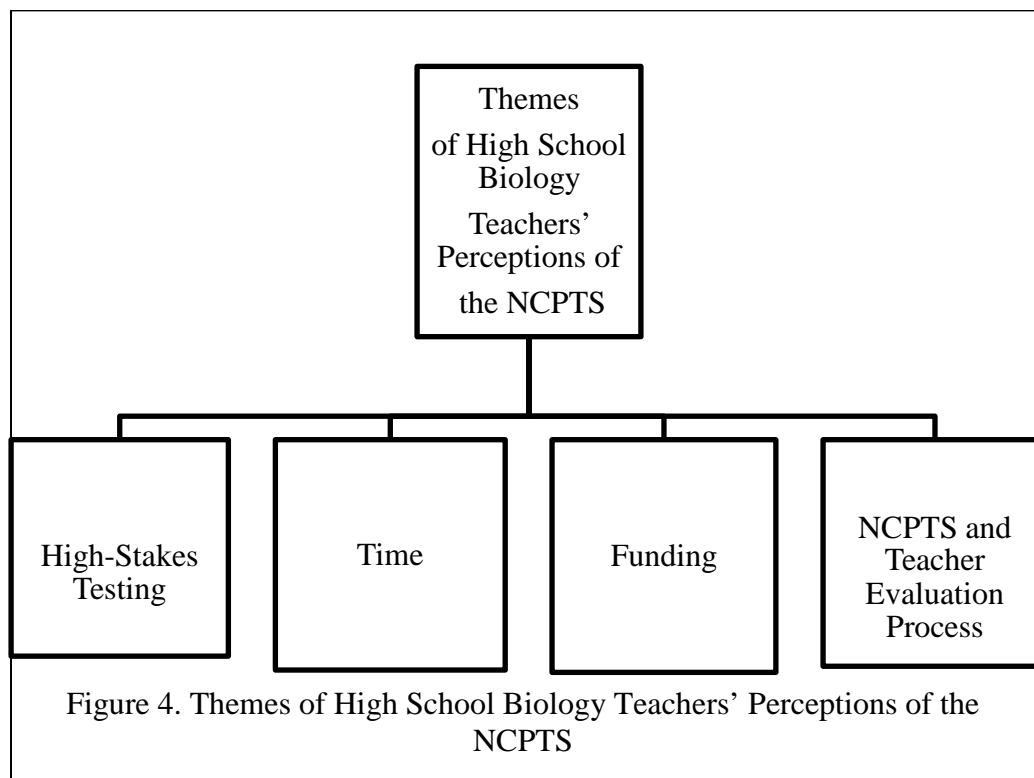 Themes
of High School
Biology
Teachers’
Perceptions of
the NCPTS
High-Stakes
Testing
Time
Funding
NCPTS and
Teacher
Evaluation
Process
Figure 4. Themes of High School Biology Teachers’ Perceptions of the
NCPTS